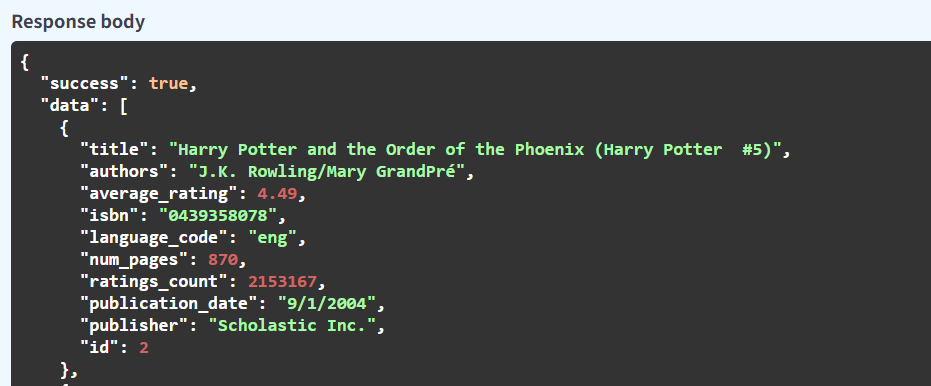 Response body
{
  "success": true,
  "data": [
    {
      "title": "Harry Potter and the Order of the Phoenix (Harry Potter  #5)",
      "authors": "J.K. Rowling/Mary GrandPré",
      "average_rating": 4.49,
      "isbn": "0439358078",
      "language_code": "eng",
      "num_pages": 870,
      "ratings_count": 2153167,
      "publication_date": "9/1/2004",
      "publisher": "Scholastic Inc.",
      "id": 2
    },